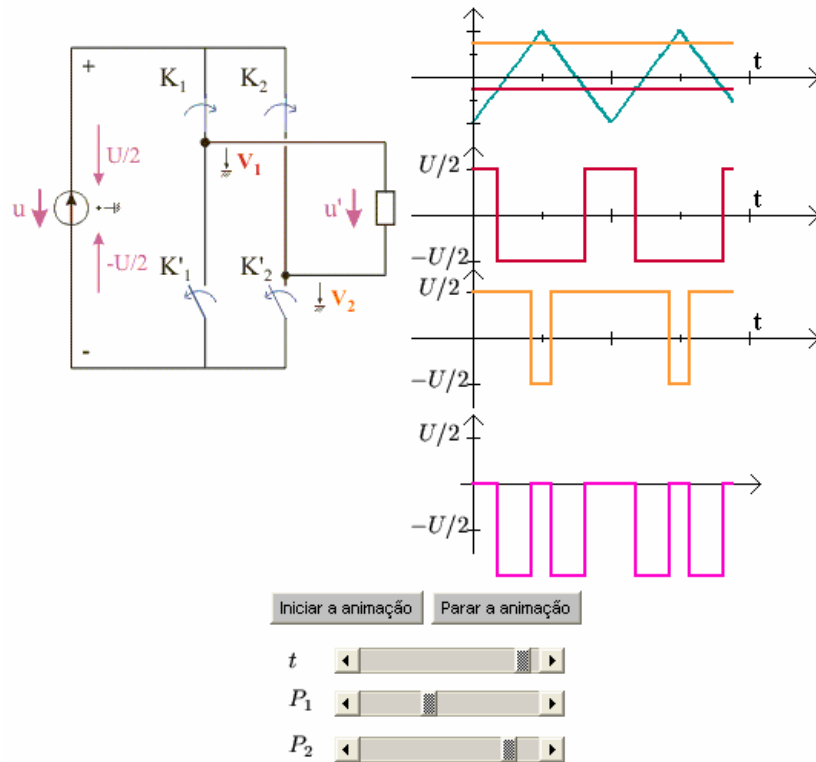 +
K₁ K₂
U/2
V₁
u
u'
-U/2
K'₁ K'₂
V₂
-
t
U/2
t
−U/2
U/2
t
−U/2
U/2
−U/2
Iniciar a animação Parar a animação
t
P₁
P₂